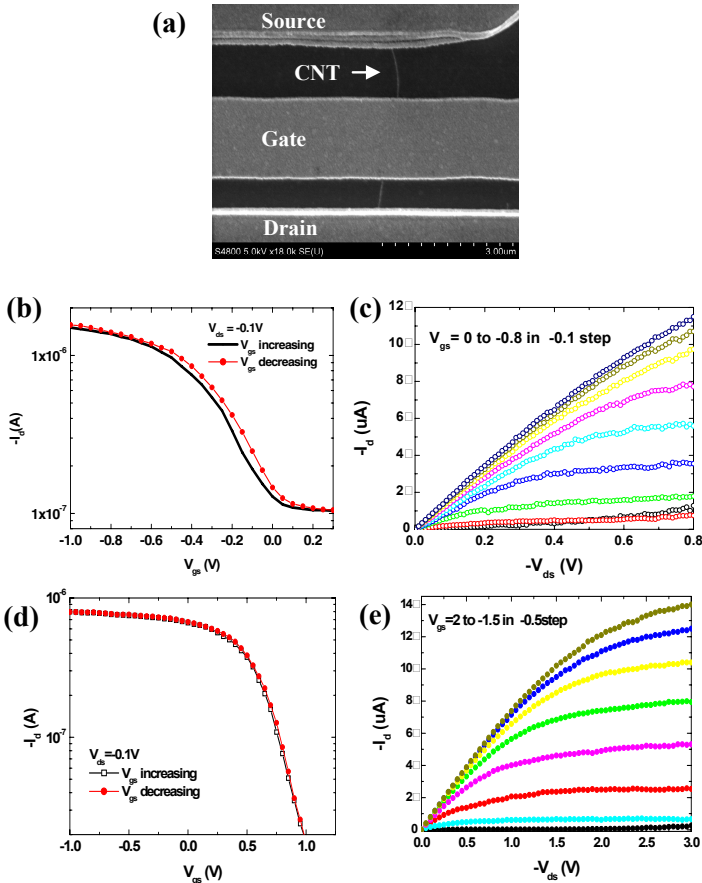 (a)
Source
CNT
Gate
Drain
S4800 5.0kV x18.0k SE(U)
3.00um
(b)
V_ds = -0.1V
V_gs increasing
V_gs decreasing
1x10^-6
1x10^-7
-I_d(A)
-1.0 -0.8 -0.6 -0.4 -0.2 0.0 0.2
V_gs (V)
(c)
V_gs = 0 to -0.8 in -0.1 step
12
10
8
6
4
2
0
-I_d (uA)
0.0 0.2 0.4 0.6 0.8
-V_ds (V)
(d)
10^-6
10^-7
-I_d (A)
V_ds=-0.1V
V_gs increasing
V_gs decreasing
-1.0 -0.5 0.0 0.5 1.0
V_gs (V)
(e)
V_gs=2 to -1.5 in -0.5step
14
12
10
8
6
4
2
0
-I_d (uA)
0.0 0.5 1.0 1.5 2.0 2.5 3.0
-V_ds (V)